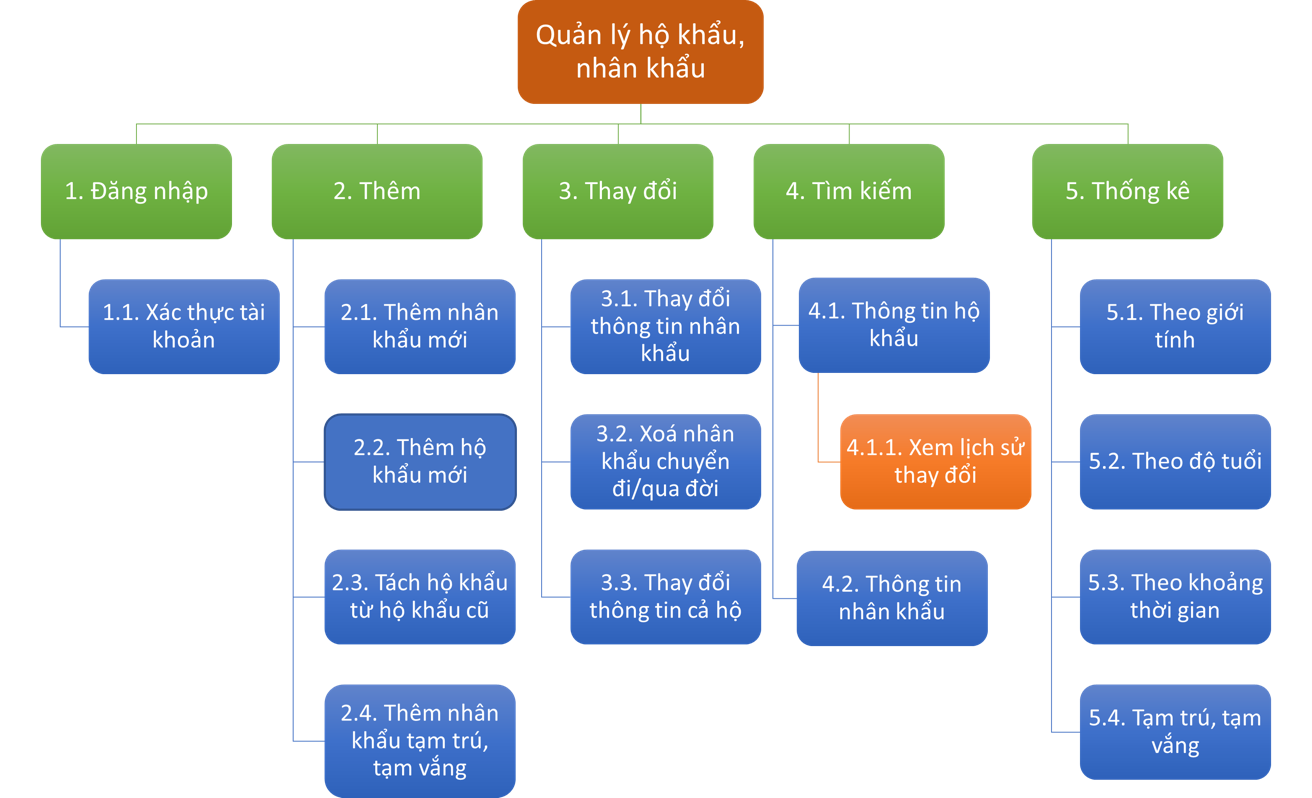 Quản lý hộ khẩu,
nhân khẩu
1. Đăng nhập
2. Thêm
3. Thay đổi
4. Tìm kiếm
5. Thống kê
1.1. Xác thực tài
khoản
2.1. Thêm nhân
khẩu mới
2.2. Thêm hộ
khẩu mới
2.3. Tách hộ khẩu
từ hộ khẩu cũ
2.4. Thêm nhân
khẩu tạm trú,
tạm vắng
3.1. Thay đổi
thông tin nhân
khẩu
3.2. Xoá nhân
khẩu chuyển
đi/qua đời
3.3. Thay đổi
thông tin cả hộ
4.1. Thông tin hộ
khẩu
4.1.1. Xem lịch sử
thay đổi
4.2. Thông tin
nhân khẩu
5.1. Theo giới
tính
5.2. Theo độ tuổi
5.3. Theo khoảng
thời gian
5.4. Tạm trú, tạm
vắng